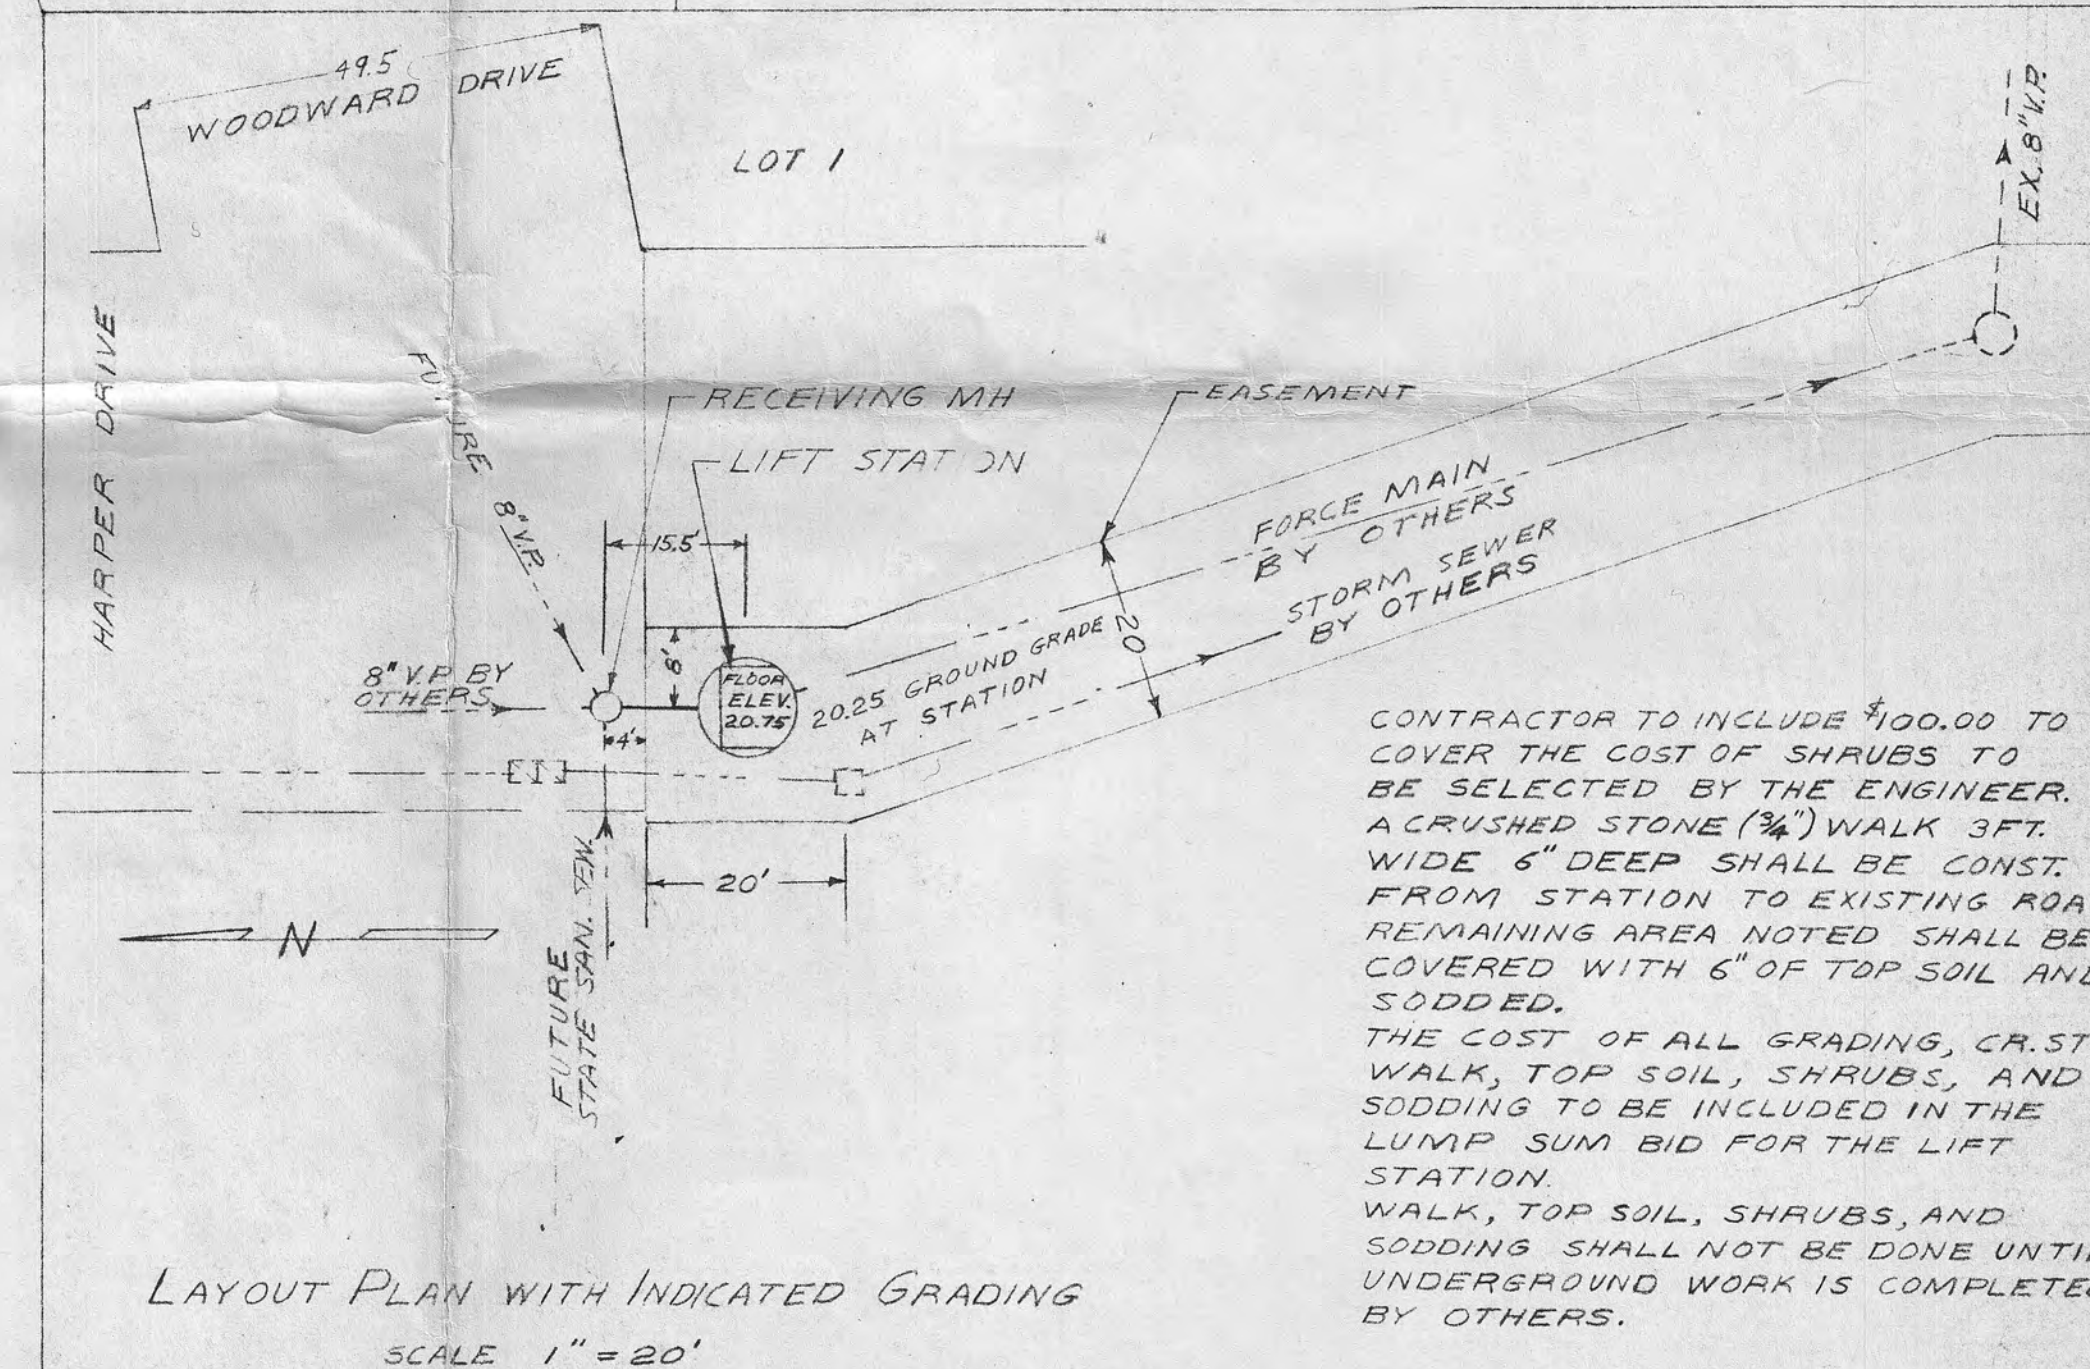 49.5
WOODWARD DRIVE
LOT 1
EX. 8" V.P.
HARPER DRIVE
FUTURE
8" V.P.
RECEIVING MH
LIFT STATION
EASEMENT
15.5'
8'
FORCE MAIN
BY OTHERS
STORM SEWER
BY OTHERS
20
8" V.P. BY
OTHERS
FLOOR
ELEV.
20.75
20.25 GROUND GRADE
AT STATION
4'
20'
N
FUTURE
STATE SAN. SEW.
CONTRACTOR TO INCLUDE $100.00 TO
COVER THE COST OF SHRUBS TO
BE SELECTED BY THE ENGINEER.
A CRUSHED STONE (3/4") WALK 3FT.
WIDE 6" DEEP SHALL BE CONST.
FROM STATION TO EXISTING ROA
REMAINING AREA NOTED SHALL BE
COVERED WITH 6" OF TOP SOIL AND
SODDED.
THE COST OF ALL GRADING, CR. ST
WALK, TOP SOIL, SHRUBS, AND
SODDING TO BE INCLUDED IN THE
LUMP SUM BID FOR THE LIFT
STATION.
WALK, TOP SOIL, SHRUBS, AND
SODDING SHALL NOT BE DONE UNTIL
UNDERGROUND WORK IS COMPLETED
BY OTHERS.
LAYOUT PLAN WITH INDICATED GRADING
SCALE 1" = 20'